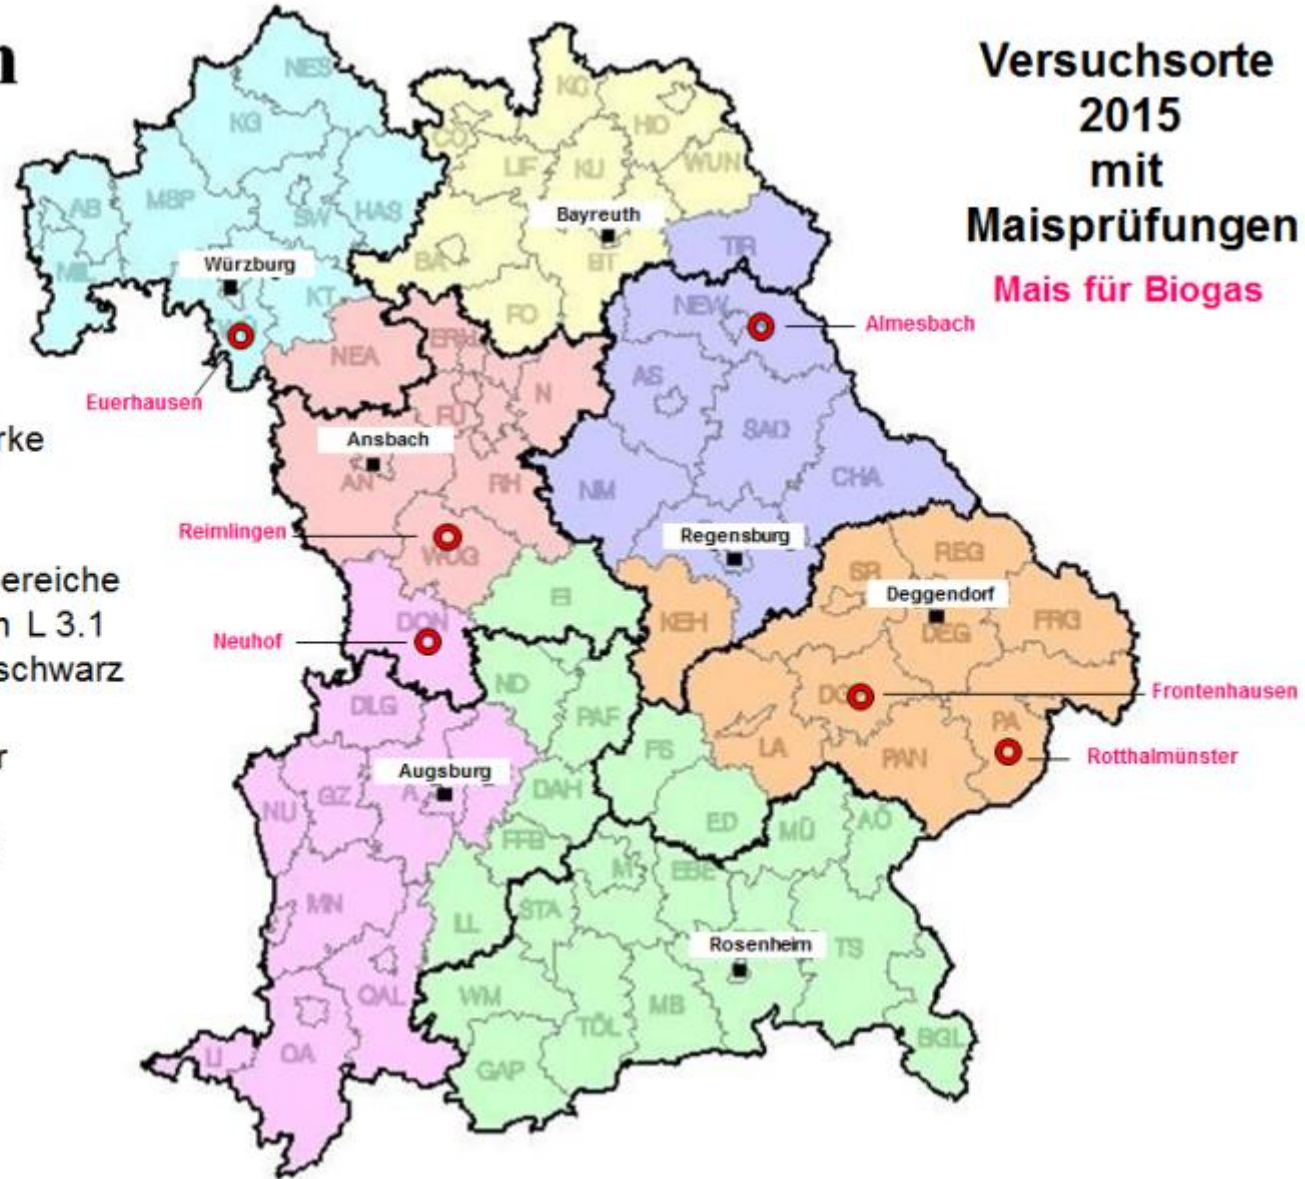 n
Versuchsorte
2015
mit
Maisprüfungen
Mais für Biogas
NES
KG
KC
CO
HO
LIF
KU
WUN
AB
MSP
SW
HAS
Bayreuth
TIR
MIL
Würzburg
KT
BA
BT
FO
NEW
Almesbach
Euerhausen
NEA
ERH
AS
FÜ
N
rke
Ansbach
SAD
AN
RH
NM
CHA
Reimlingen
WUG
Regensburg
REG
SR
Deggendorf
ereiche
EI
n L 3.1
DON
KEH
DEG
FRG
Neuhof
schwarz
ND
Frontenhausen
DLG
PAF
PA
r
FS
LA
PAN
Rotthalmünster
Augsburg
NU
GZ
A
DAH
ED
MÜ
AÖ
FFB
M
EBE
MN
LL
STA
Rosenheim
TS
OAL
WM
MB
TÖL
LI
OA
GAP
BGL